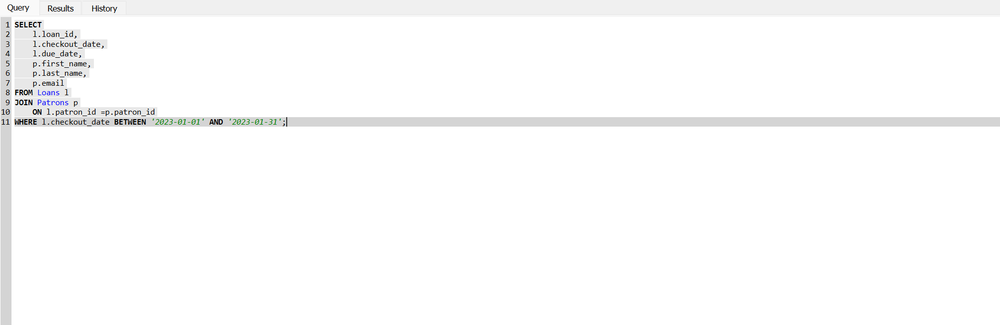 Query Results History
1 SELECT
2     l.loan_id,
3     l.checkout_date,
4     l.due_date,
5     p.first_name,
6     p.last_name,
7     p.email
8 FROM Loans l
9 JOIN Patrons p
10     ON l.patron_id =p.patron_id
11 WHERE l.checkout_date BETWEEN '2023-01-01' AND '2023-01-31';